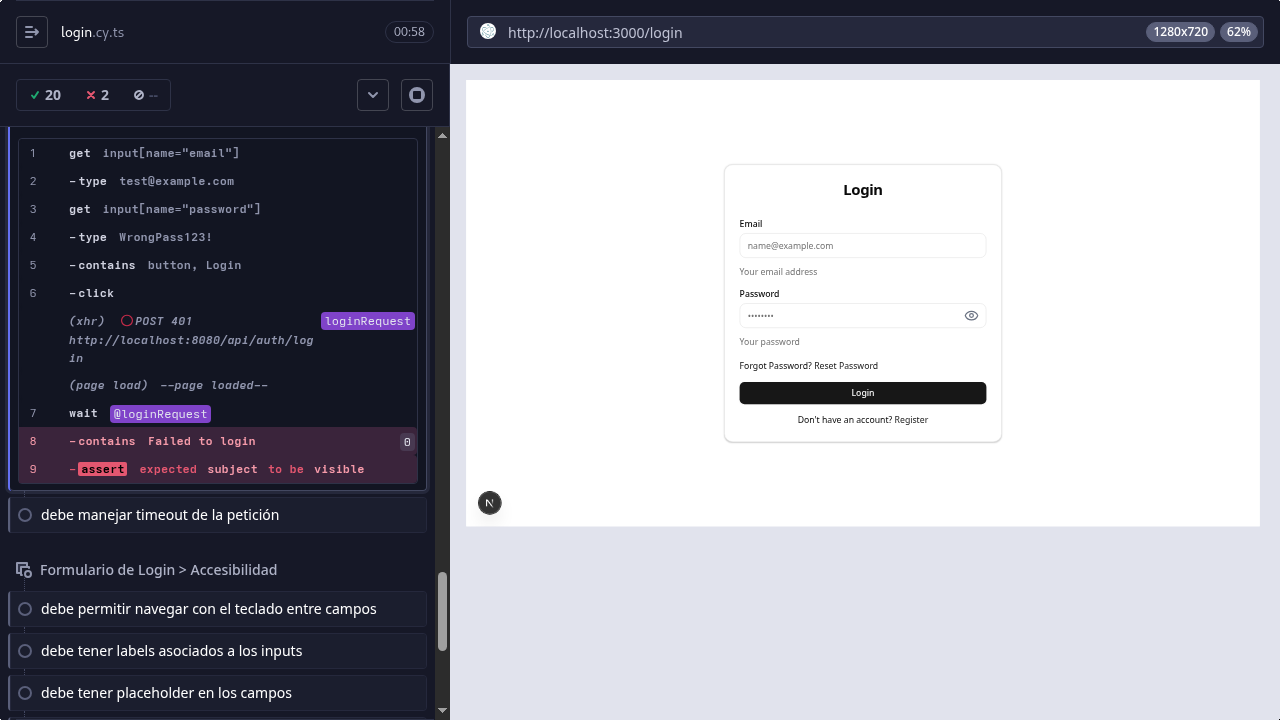 login.cy.ts
00:58
20
2
--
1 get input[name="email"]
2 -type test@example.com
3 get input[name="password"]
4 -type WrongPass123!
5 -contains button, Login
6 -click
(xhr) POST 401 loginRequest
http://localhost:8080/api/auth/log
in
(page load) --page loaded--
7 wait @loginRequest
8 -contains Failed to login 0
9 -assert expected subject to be visible
debe manejar timeout de la petición
Formulario de Login > Accesibilidad
debe permitir navegar con el teclado entre campos
debe tener labels asociados a los inputs
debe tener placeholder en los campos
http://localhost:3000/login
1280x720
62%
Login
Email
name@example.com
Your email address
Password
••••••••
Your password
Forgot Password? Reset Password
Login
Don't have an account? Register
N